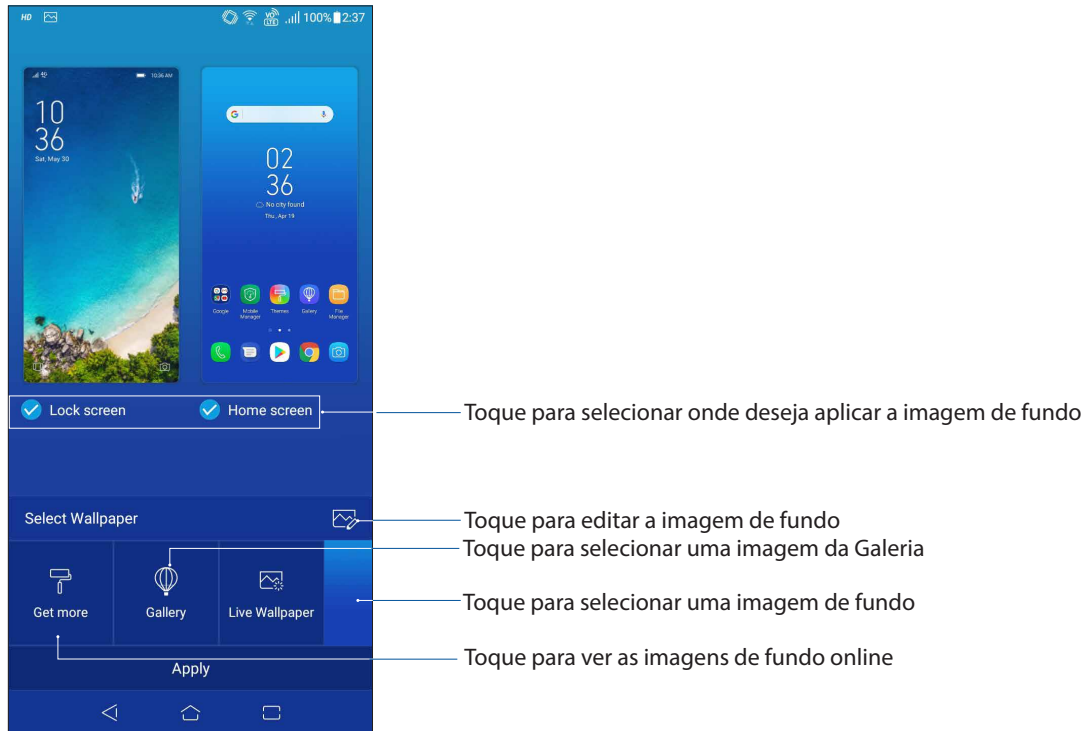 HD
VO LTE
100% 2:37
4G
10:36 AM
10
36
Sat, May 30
G
02
36
No city found
Thu, Apr 19
Google
Mobile Manager
Themes
Gallery
File Manager
Lock screen
Home screen
Toque para selecionar onde deseja aplicar a imagem de fundo
Select Wallpaper
Toque para editar a imagem de fundo
Toque para selecionar uma imagem da Galeria
Get more
Gallery
Live Wallpaper
Toque para selecionar uma imagem de fundo
Toque para ver as imagens de fundo online
Apply